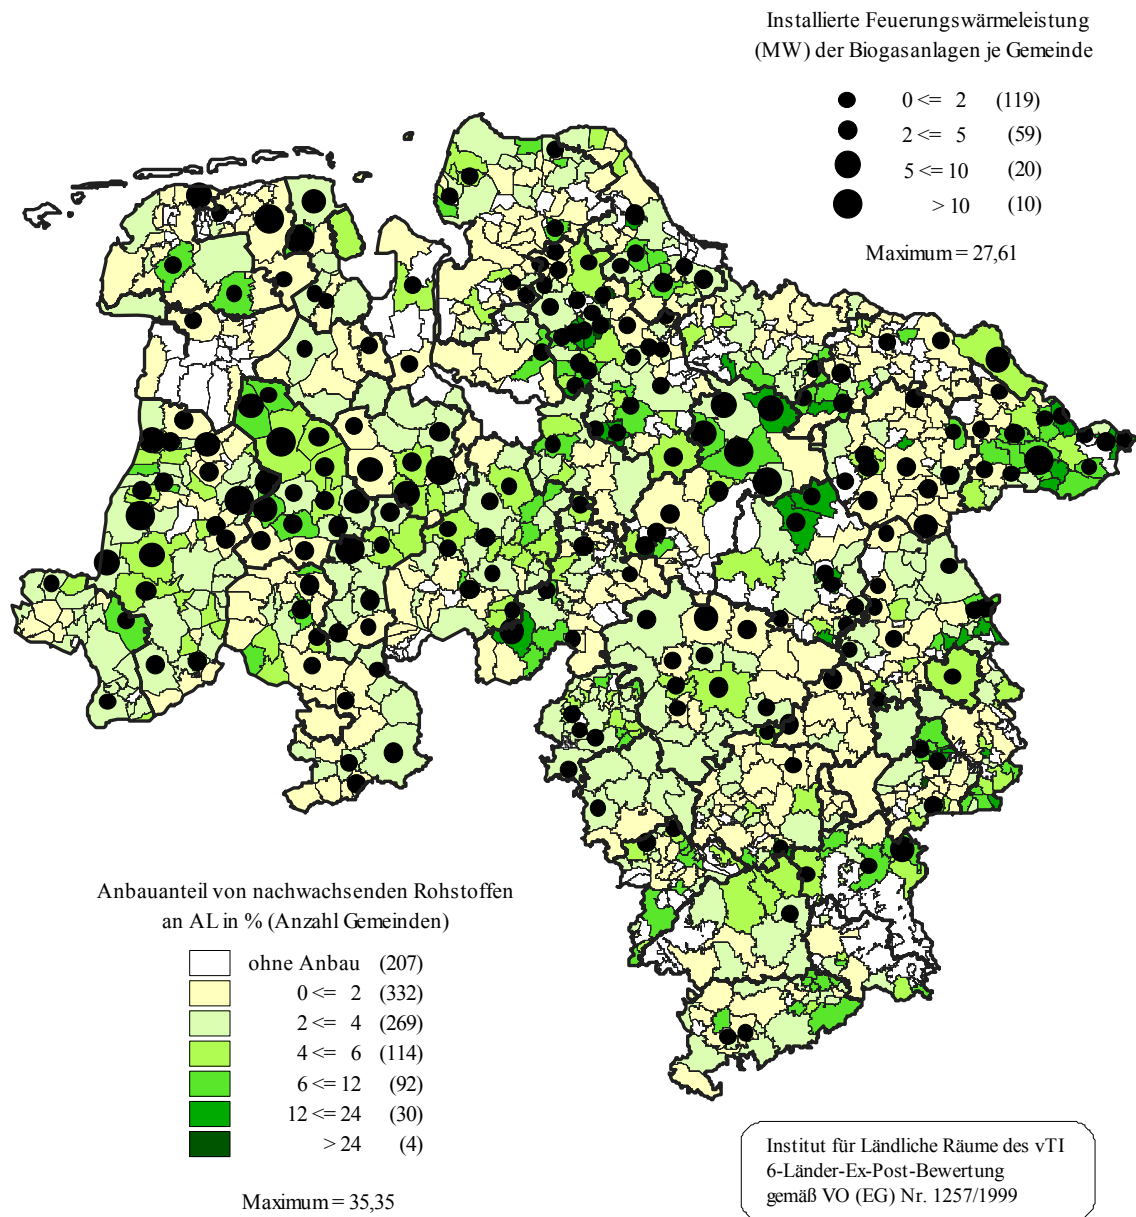 Installierte Feuerungswärmeleistung
(MW) der Biogasanlagen je Gemeinde
0 <= 2 (119)
2 <= 5 (59)
5 <= 10 (20)
> 10 (10)
Maximum = 27,61
Anbauanteil von nachwachsenden Rohstoffen
an AL in % (Anzahl Gemeinden)
ohne Anbau (207)
0 <= 2 (332)
2 <= 4 (269)
4 <= 6 (114)
6 <= 12 (92)
12 <= 24 (30)
> 24 (4)
Maximum = 35,35
Institut für Ländliche Räume des vTI
6-Länder-Ex-Post-Bewertung
gemäß VO (EG) Nr. 1257/1999